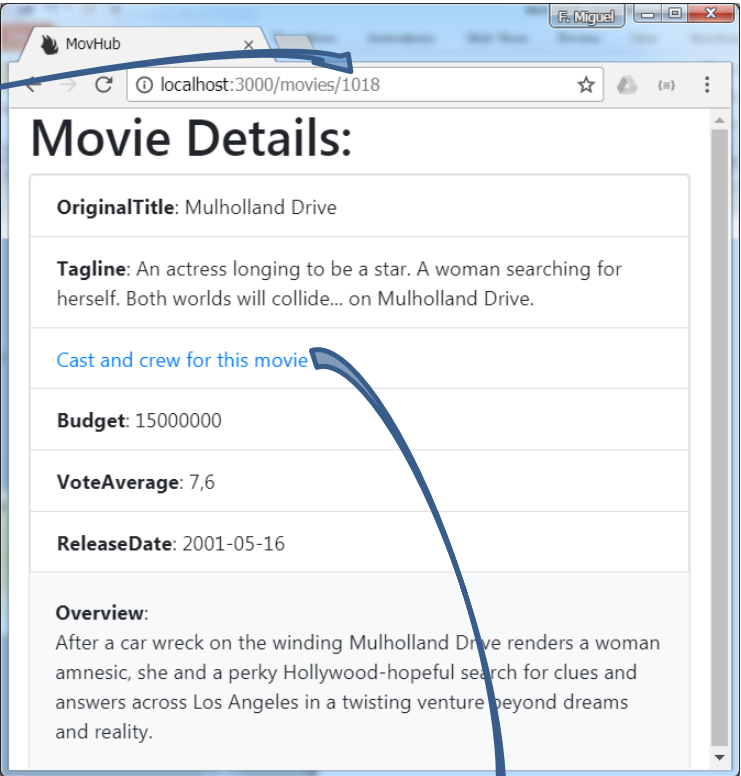 F. Miguel
MovHub
localhost:3000/movies/1018
Movie Details:
OriginalTitle: Mulholland Drive
Tagline: An actress longing to be a star. A woman searching for
herself. Both worlds will collide... on Mulholland Drive.
Cast and crew for this movie
Budget: 15000000
VoteAverage: 7,6
ReleaseDate: 2001-05-16
Overview:
After a car wreck on the winding Mulholland Drive renders a woman
amnesic, she and a perky Hollywood-hopeful search for clues and
answers across Los Angeles in a twisting venture beyond dreams
and reality.